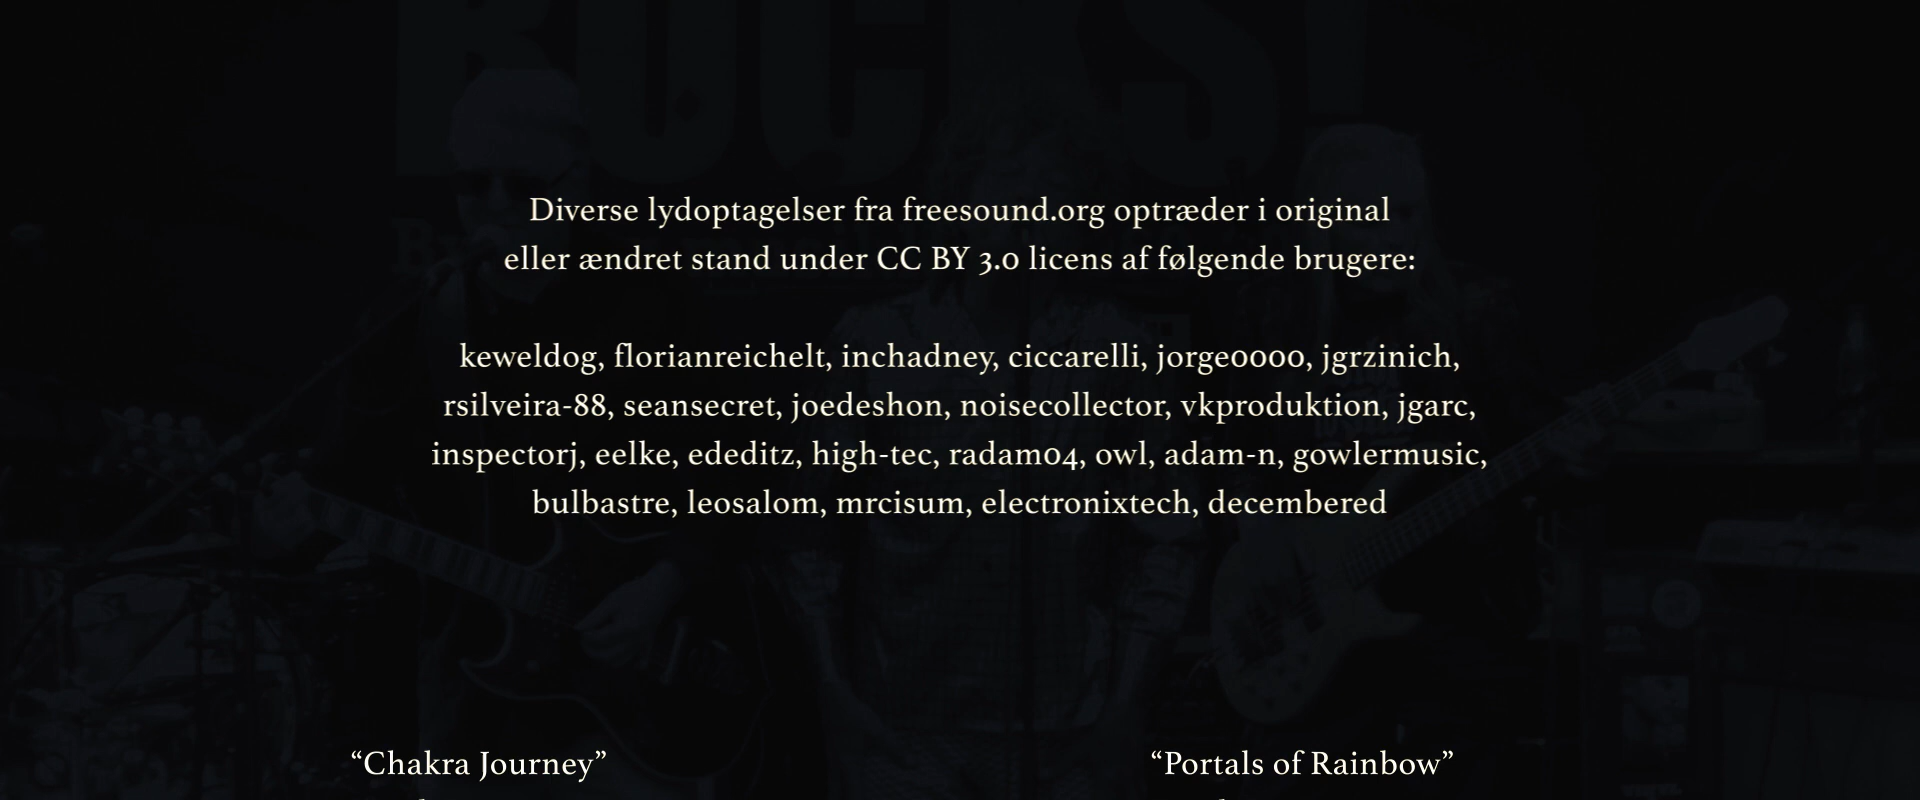 ROCKS!
Diverse lydoptagelser fra freesound.org optræder i original
eller ændret stand under CC BY 3.0 licens af følgende brugere:
keweldog, florianreichelt, inchadney, ciccarelli, jorge0000, jgrzinich,
rsilveira-88, seansecret, joedeshon, noisecollector, vkproduktion, jgarc,
inspectorj, eelke, ededitz, high-tec, radam04, owl, adam-n, gowlermusic,
bulbastre, leosalom, mrcisum, electronixtech, decembered
“Chakra Journey”
“Portals of Rainbow”